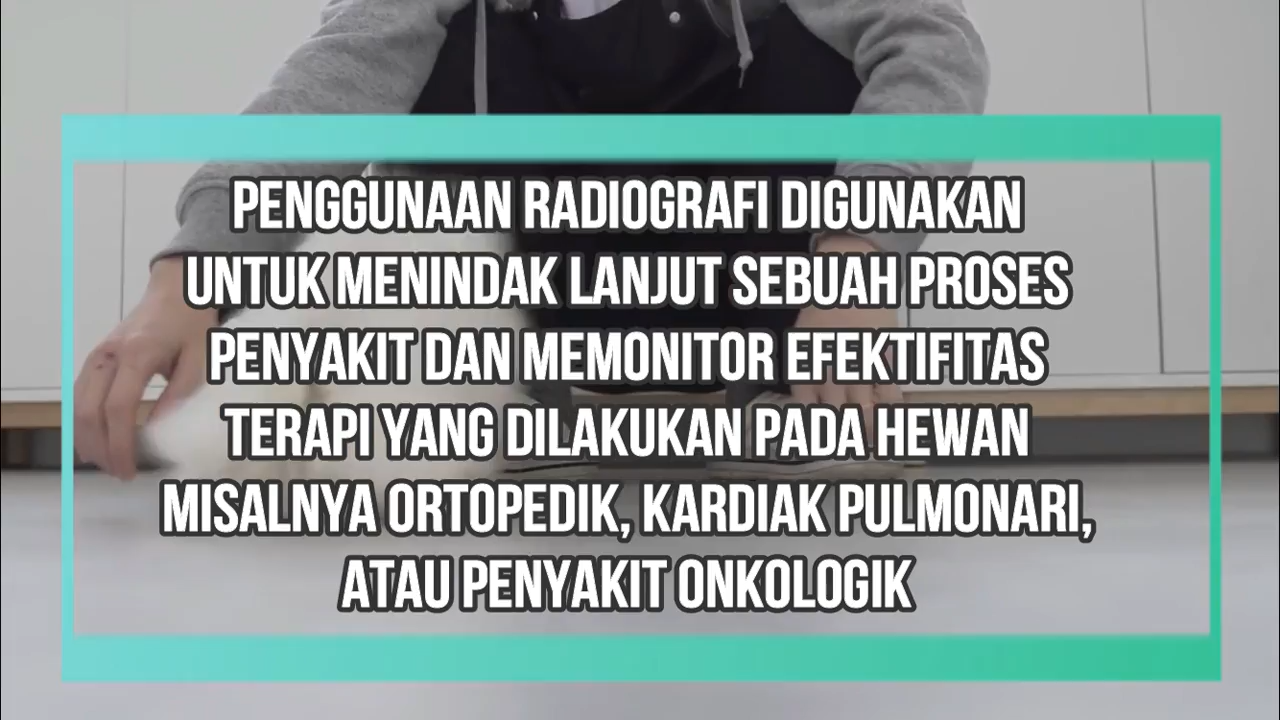 PENGGUNAAN RADIOGRAFI DIGUNAKAN
UNTUK MENINDAK LANJUT SEBUAH PROSES
PENYAKIT DAN MEMONITOR EFEKTIFITAS
TERAPI YANG DILAKUKAN PADA HEWAN
MISALNYA ORTOPEDIK, KARDIAK PULMONARI,
ATAU PENYAKIT ONKOLOGIK